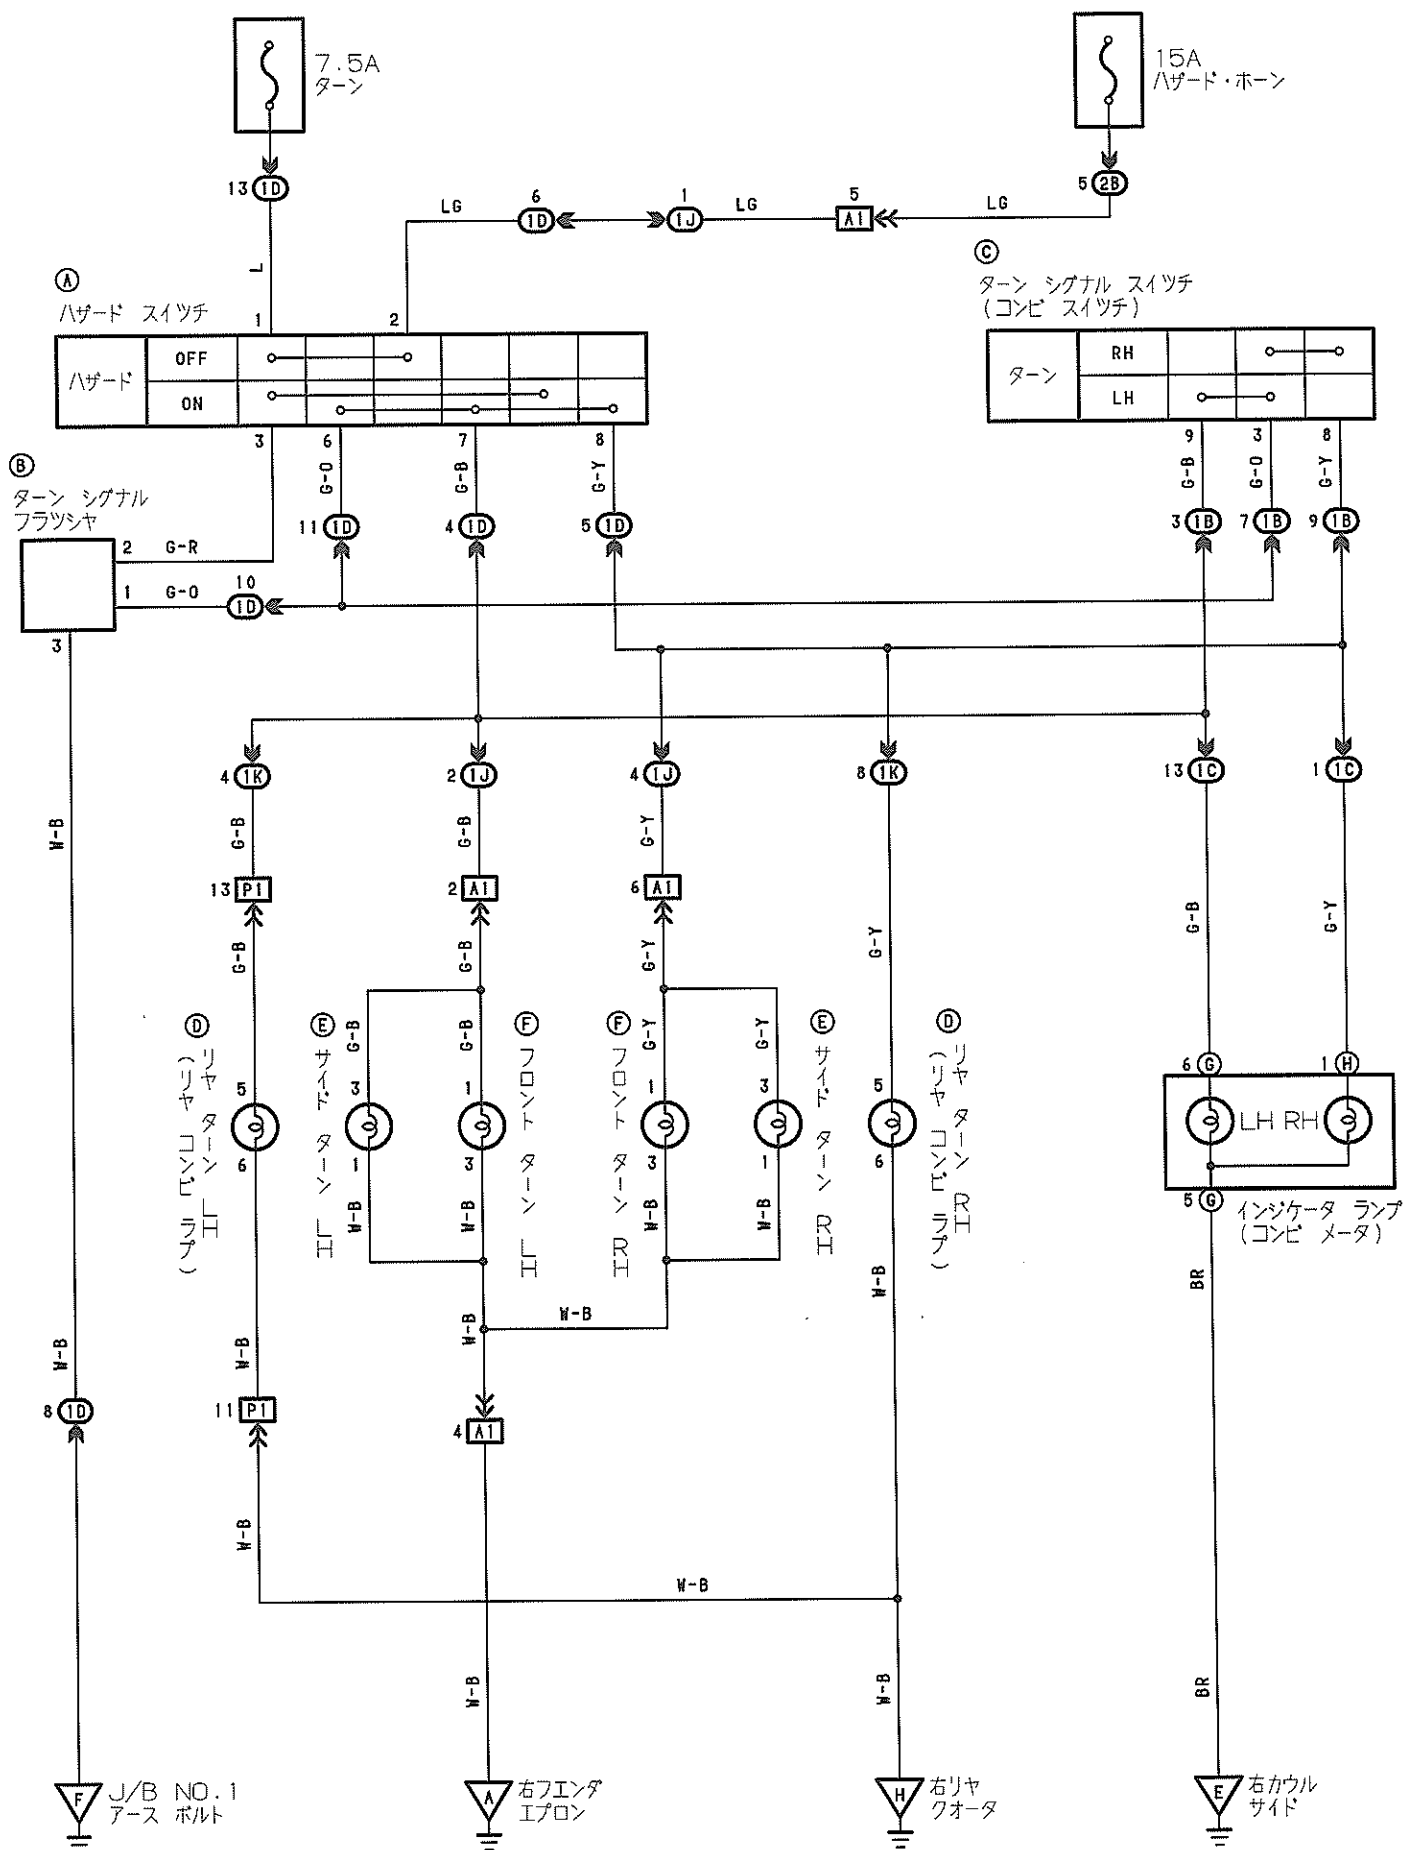 7.5A
ターン
15A
ハザード・ホーン
13 1D
5 2B
LG 6 1D 1 1J LG 5 A1 LG
L
A
ハザード スイツチ
1 2
ハザード OFF
ON
3 6 7 8
G-O G-B G-Y
11 1D 4 1D 5 1D
C
ターン シグナル スイツチ
(コンビ スイツチ)
ターン RH
LH
9 3 8
G-B G-O G-Y
3 1B 7 1B 9 1B
B
ターン シグナル
フラツシヤ
2 G-R
1 G-O 10 1D
3
W-B
4 1K 2 1J 4 1J 8 1K 13 1C 1 1C
G-B G-B G-Y
13 P1 2 A1 6 A1
G-B G-B G-Y G-Y G-B G-Y
D
リヤ ターン LH
(リヤ コンビ ランプ)
5
6
E
サイド ターン LH
G-B
3
1
W-B
F
フロント ターン LH
G-B
1
3
W-B
F
フロント ターン RH
G-Y
1
3
W-B
E
サイド ターン RH
G-Y
3
1
W-B
D
リヤ ターン RH
(リヤ コンビ ランプ)
5
6
W-B
6 G 1 H
LH RH
5 G
インジケータ ランプ
(コンビ メータ)
BR
W-B W-B W-B W-B
8 1D 11 P1 4 A1
W-B
W-B
W-B W-B BR
F
J/B NO.1
アース ボルト
A
右フエンダ
エプロン
H
右リヤ
クオータ
E
右カウル
サイド